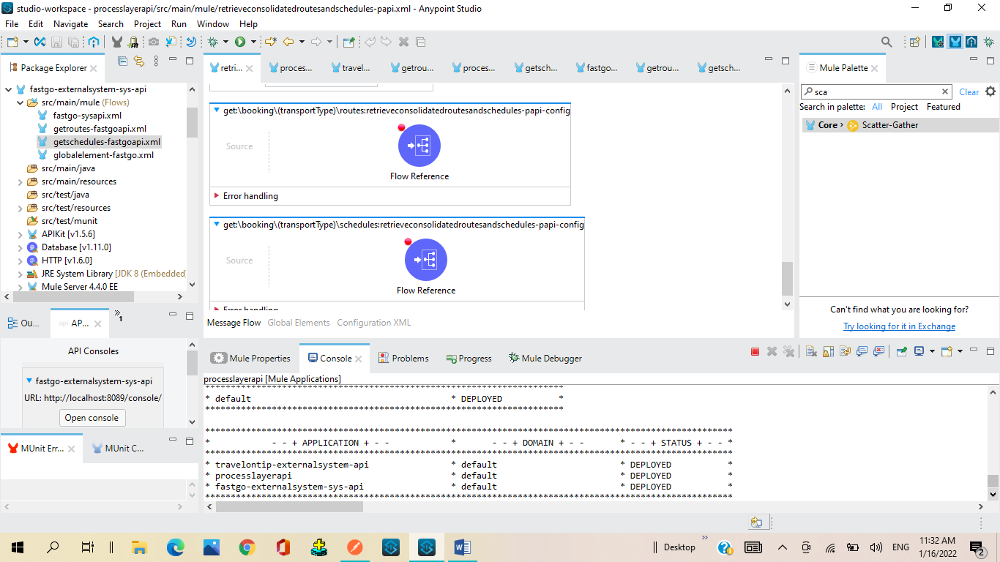 studio-workspace - processlayerapi/src/main/mule/retrieveconsolidatedroutesandschedules-papi.xml - Anypoint Studio
File Edit Navigate Search Project Run Window Help
Package Explorer
fastgo-externalsystem-sys-api
src/main/mule (Flows)
fastgo-sysapi.xml
getroutes-fastgoapi.xml
getschedules-fastgoapi.xml
globalelement-fastgo.xml
src/main/java
src/main/resources
src/test/java
src/test/resources
src/test/munit
APIKit [v1.5.6]
Database [v1.11.0]
HTTP [v1.6.0]
JRE System Library [JDK 8 (Embedded
Mule Server 4.4.0 EE
retri... proces... travel... getrou... proces... getsch... fastgo... getrou... getsch...
get:\booking\(transportType)\routes:retrieveconsolidatedroutesandschedules-papi-config
Source
Flow Reference
Error handling
get:\booking\(transportType)\schedules:retrieveconsolidatedroutesandschedules-papi-config
Source
Flow Reference
Error handling
Message Flow Global Elements Configuration XML
Mule Palette
sca
Clear
Search in palette: All Project Featured
Core > Scatter-Gather
Can't find what you are looking for?
Try looking for it in Exchange
Ou... api AP... »1
API Consoles
fastgo-externalsystem-sys-api
URL: http://localhost:8089/console/
Open console
MUnit Err... MUnit C...
Mule Properties Console Problems Progress Mule Debugger
processlayerapi [Mule Applications]
**********************************************************************
* default * DEPLOYED *
**********************************************************************
*******************************************************************************************************
* - - + APPLICATION + - - * - - + DOMAIN + - - * - - + STATUS + - - *
*******************************************************************************************************
* travelontip-externalsystem-api * default * DEPLOYED *
* processlayerapi * default * DEPLOYED *
* fastgo-externalsystem-sys-api * default * DEPLOYED *
*******************************************************************************************************
Desktop » ENG
11:32 AM
1/16/2022
2